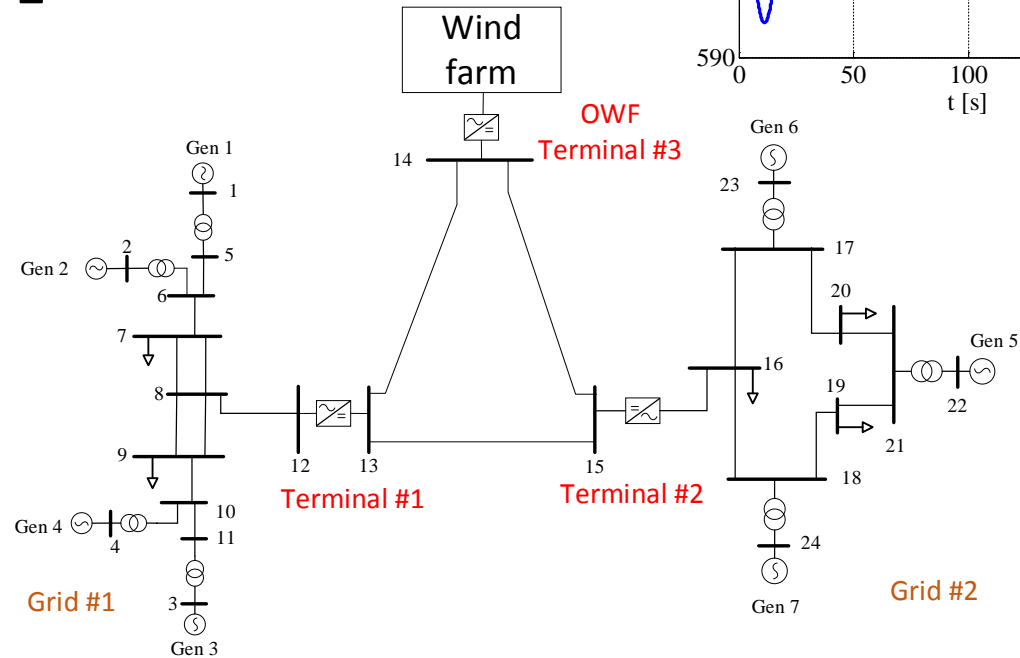 Wind
farm
590
0
50
100
t [s]
OWF
Terminal #3
14
Gen 1
1
5
Gen 2
2
6
7
8
9
10
11
Gen 4
4
3
Gen 3
Grid #1
12
13
Terminal #1
15
Terminal #2
Gen 6
23
17
20
16
19
Gen 5
22
21
18
24
Gen 7
Grid #2